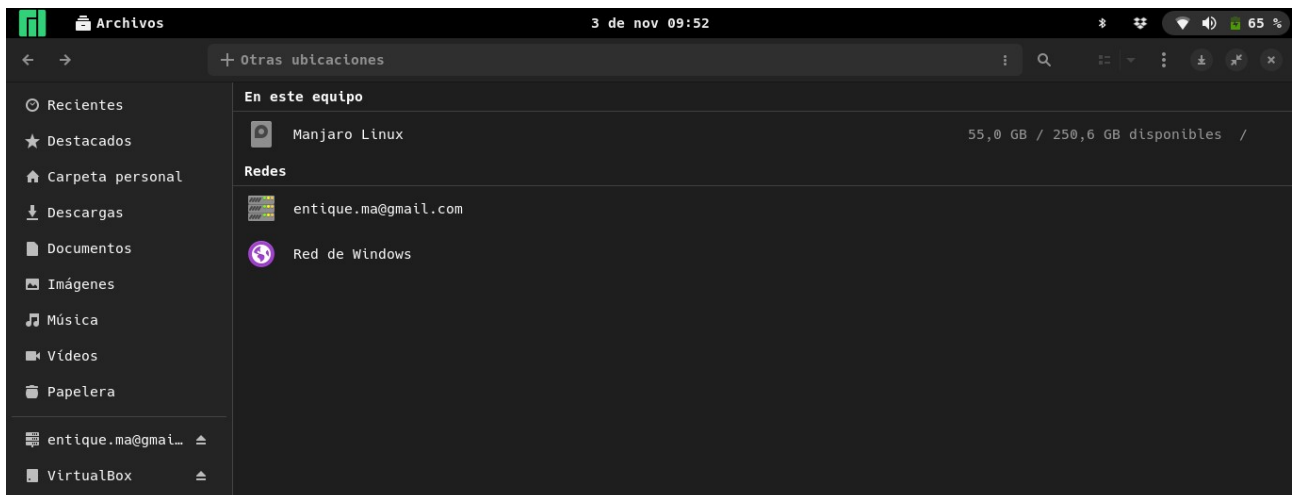 Archivos 3 de nov 09:52 65 %
Otras ubicaciones
Recientes
Destacados
Carpeta personal
Descargas
Documentos
Imágenes
Música
Vídeos
Papelera
entique.ma@gmai…
VirtualBox
En este equipo
Manjaro Linux 55,0 GB / 250,6 GB disponibles /
Redes
entique.ma@gmail.com
Red de Windows